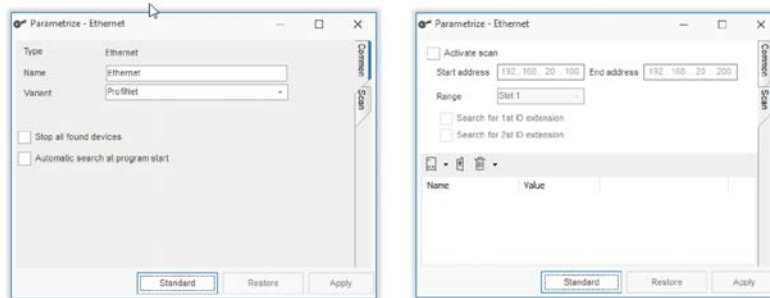 Parametrize - Ethernet
Type Ethernet
Name Ethernet
Variant ProfiNet
Stop all found devices
Automatic search at program start
Common
Scan
Standard Restore Apply
Parametrize - Ethernet
Activate scan
Start address 192 . 168 . 20 . 100 End address 192 . 168 . 20 . 200
Range Slot 1
Search for 1st IO extension
Search for 2st IO extension
Name Value
Common
Scan
Standard Restore Apply